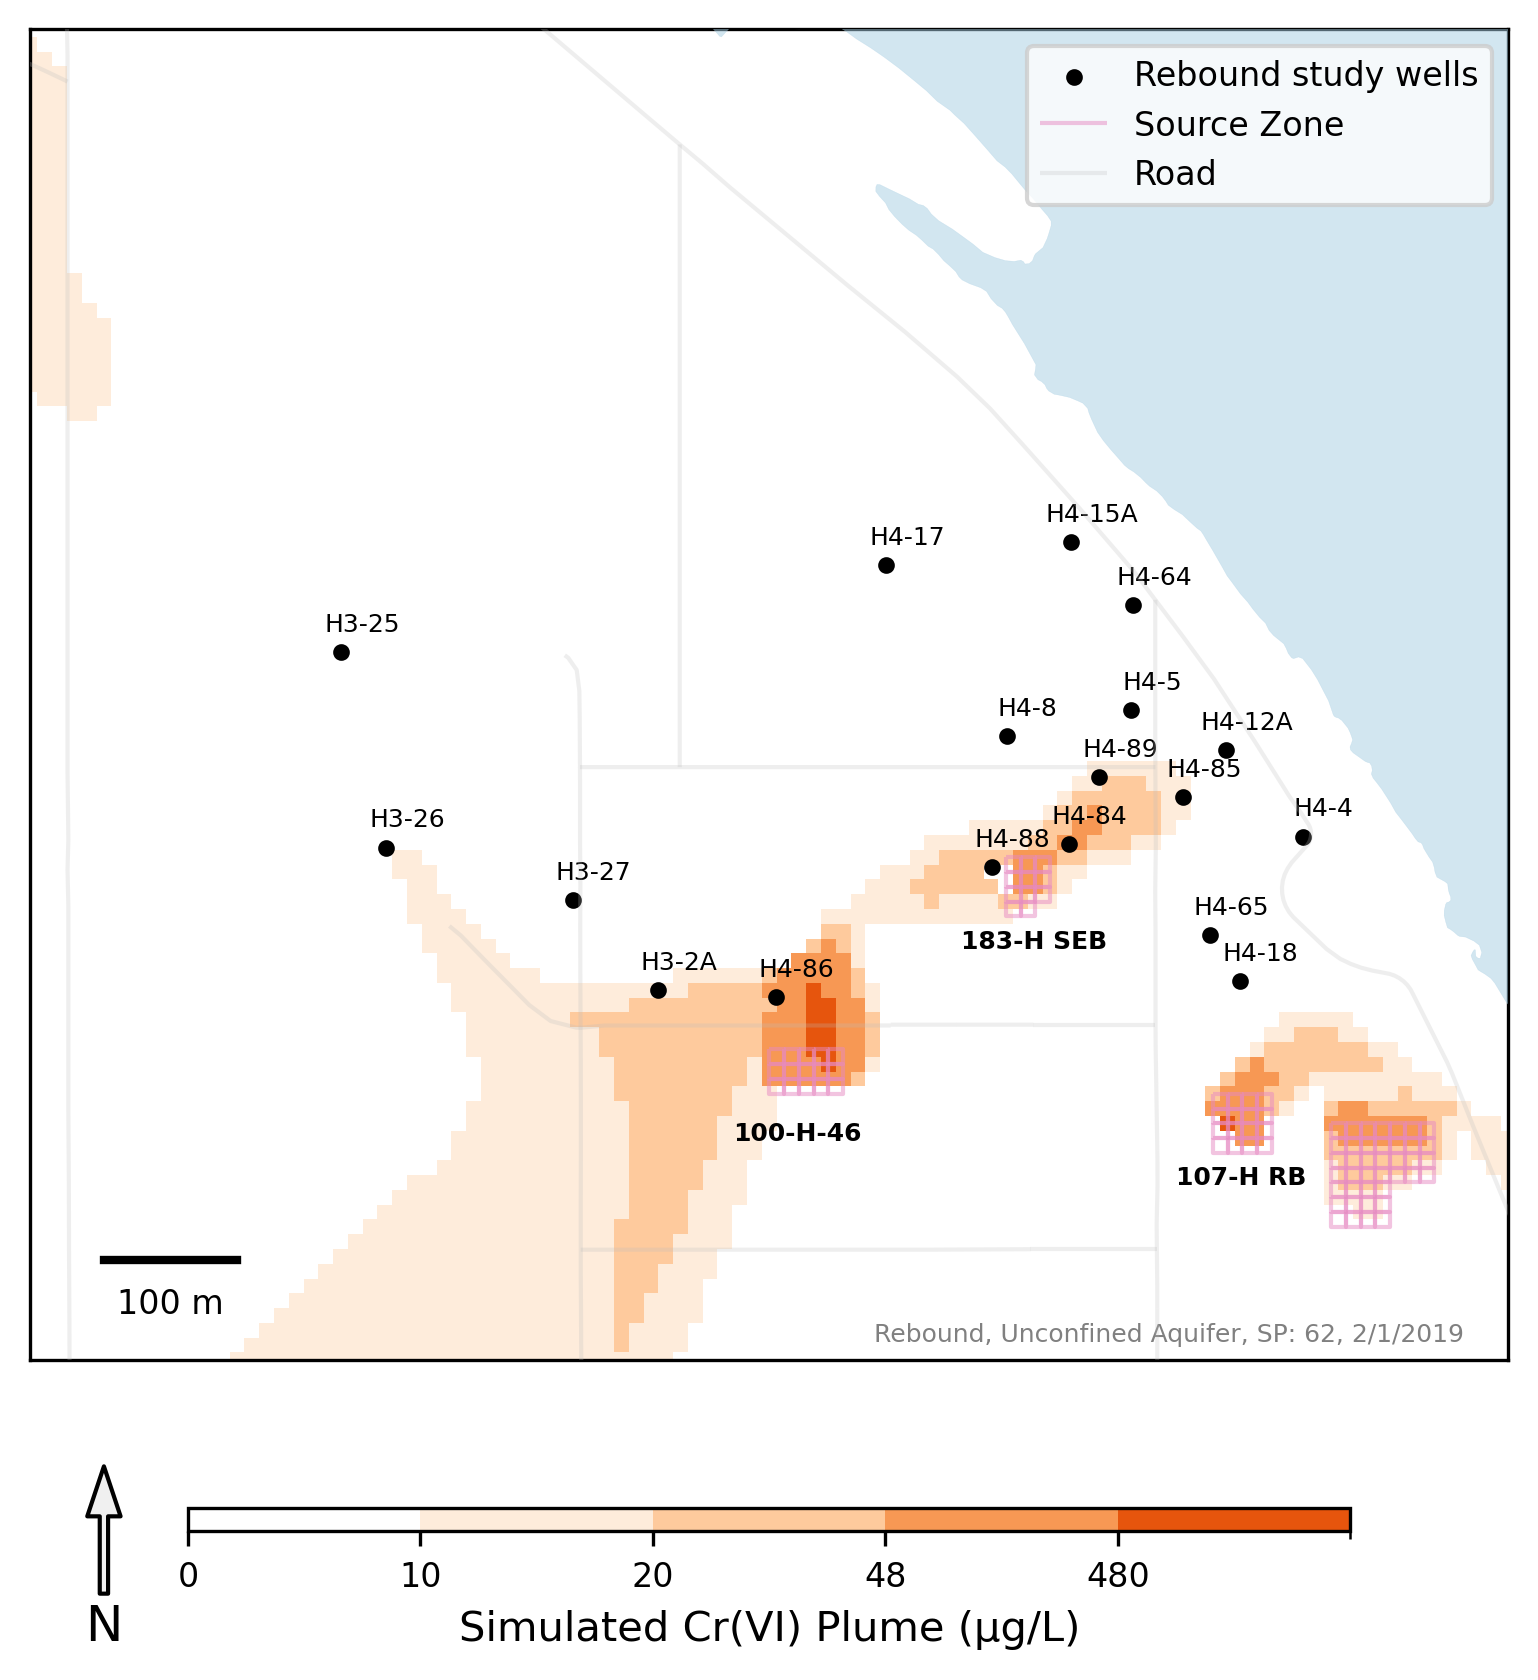 Rebound study wells
Source Zone
Road
H4-15A
H4-17
H4-64
H3-25
H4-5
H4-8
H4-12A
H4-89
H4-85
H4-4
H4-84
H3-26
H4-88
H3-27
H4-65
183-H SEB
H4-18
H3-2A
H4-86
100-H-46
107-H RB
100 m
Rebound, Unconfined Aquifer, SP: 62, 2/1/2019
0 10 20 48 480
N
Simulated Cr(VI) Plume (µg/L)